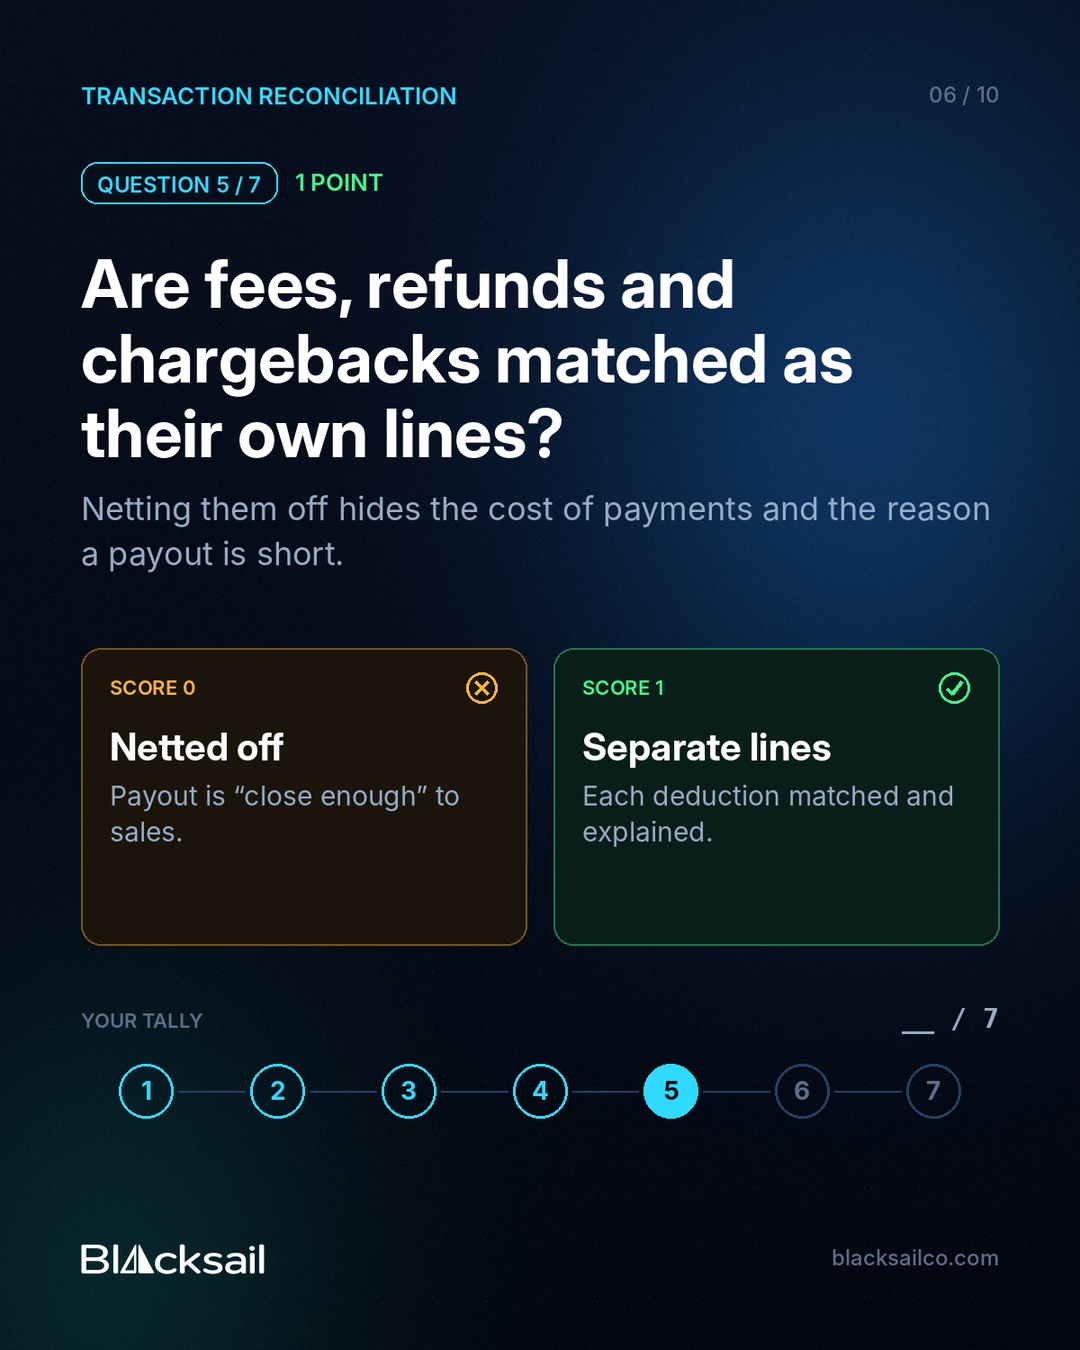 TRANSACTION RECONCILIATION
06 / 10
QUESTION 5 / 7
1 POINT
Are fees, refunds and
chargebacks matched as
their own lines?
Netting them off hides the cost of payments and the reason
a payout is short.
SCORE 0
Netted off
Payout is “close enough” to
sales.
SCORE 1
Separate lines
Each deduction matched and
explained.
YOUR TALLY
__ / 7
1 2 3 4 5 6 7
Blacksail
blacksailco.com